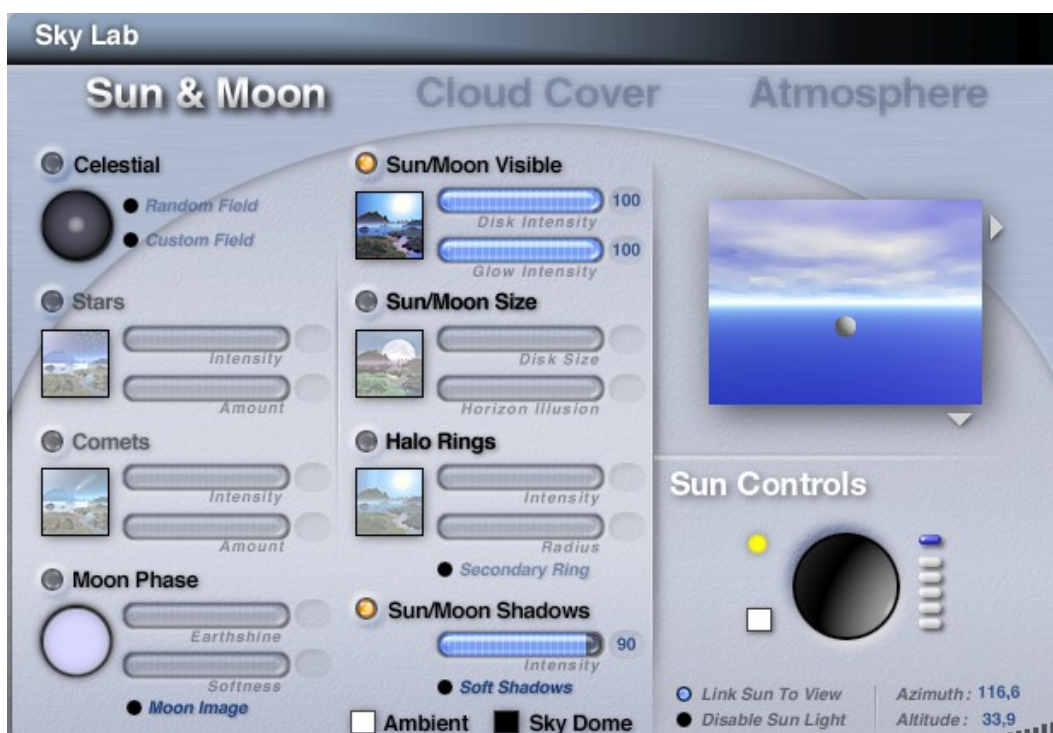 Sky Lab
Sun & Moon
Cloud Cover
Atmosphere
Celestial
Random Field
Custom Field
Stars
Intensity
Amount
Comets
Intensity
Amount
Moon Phase
Earthshine
Softness
Moon Image
Sun/Moon Visible
100
Disk Intensity
100
Glow Intensity
Sun/Moon Size
Disk Size
Horizon Illusion
Halo Rings
Intensity
Radius
Secondary Ring
Sun/Moon Shadows
90
Intensity
Soft Shadows
Ambient
Sky Dome
Sun Controls
Link Sun To View
Disable Sun Light
Azimuth: 116,6
Altitude: 33,9